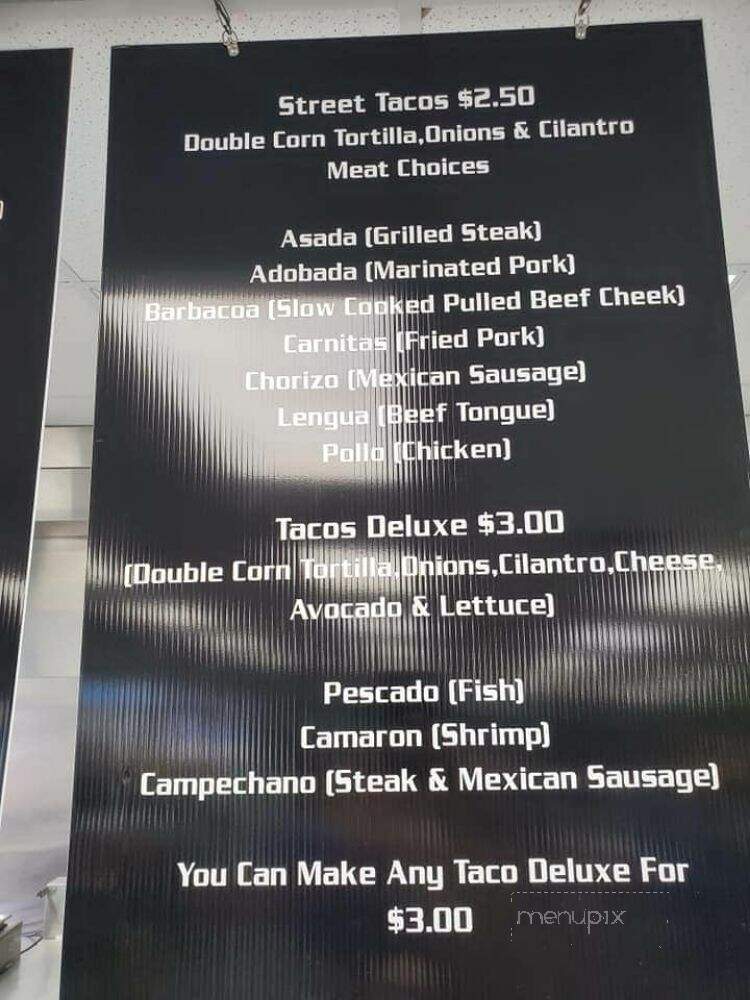 Street Tacos $2.50
Double Corn Tortilla,Onions & Cilantro
Meat Choices
Asada (Grilled Steak)
Adobada (Marinated Pork)
Barbacoa (Slow Cooked Pulled Beef Cheek)
Carnitas (Fried Pork)
Chorizo (Mexican Sausage)
Lengua (Beef Tongue)
Pollo (Chicken)
Tacos Deluxe $3.00
(Double Corn Tortilla,Onions,Cilantro,Cheese,
Avocado & Lettuce)
Pescado (Fish)
Camaron (Shrimp)
Campechano (Steak & Mexican Sausage)
You Can Make Any Taco Deluxe For
$3.00
menupix